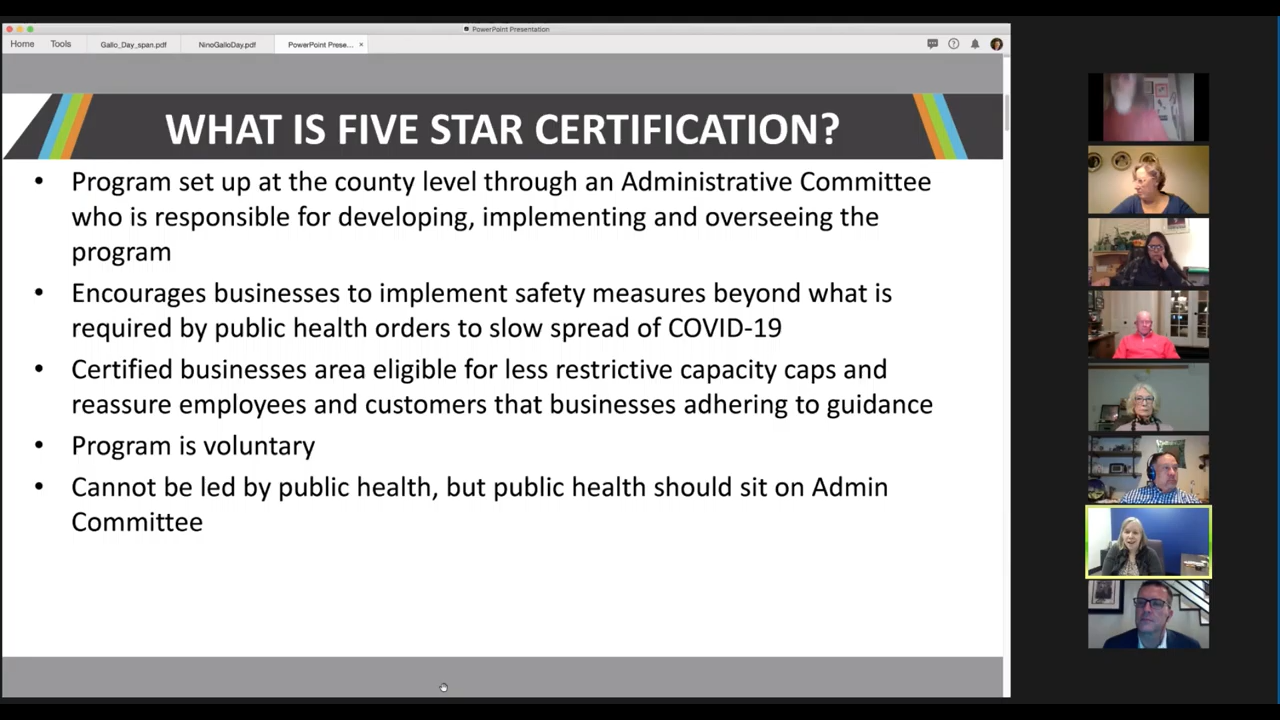 PowerPoint Presentation
Home Tools Gallo_Day_span.pdf NinoGalloDay.pdf PowerPoint Prese... ×
WHAT IS FIVE STAR CERTIFICATION?
• Program set up at the county level through an Administrative Committee
who is responsible for developing, implementing and overseeing the
program
• Encourages businesses to implement safety measures beyond what is
required by public health orders to slow spread of COVID-19
• Certified businesses area eligible for less restrictive capacity caps and
reassure employees and customers that businesses adhering to guidance
• Program is voluntary
• Cannot be led by public health, but public health should sit on Admin
Committee